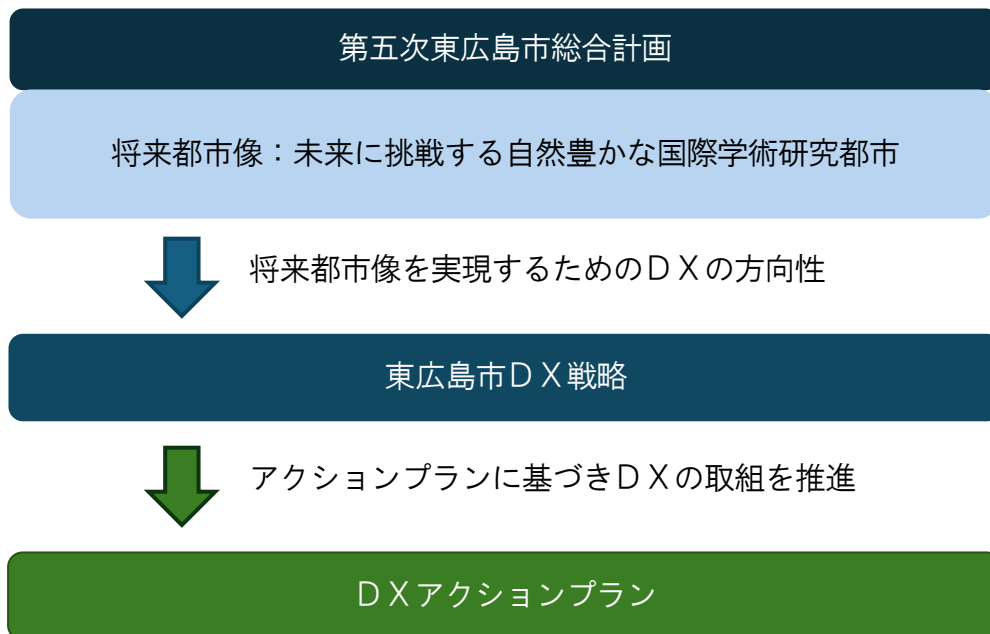 第五次東広島市総合計画
将来都市像：未来に挑戦する自然豊かな国際学術研究都市
将来都市像を実現するためのＤＸの方向性
東広島市ＤＸ戦略
アクションプランに基づきＤＸの取組を推進
ＤＸアクションプラン